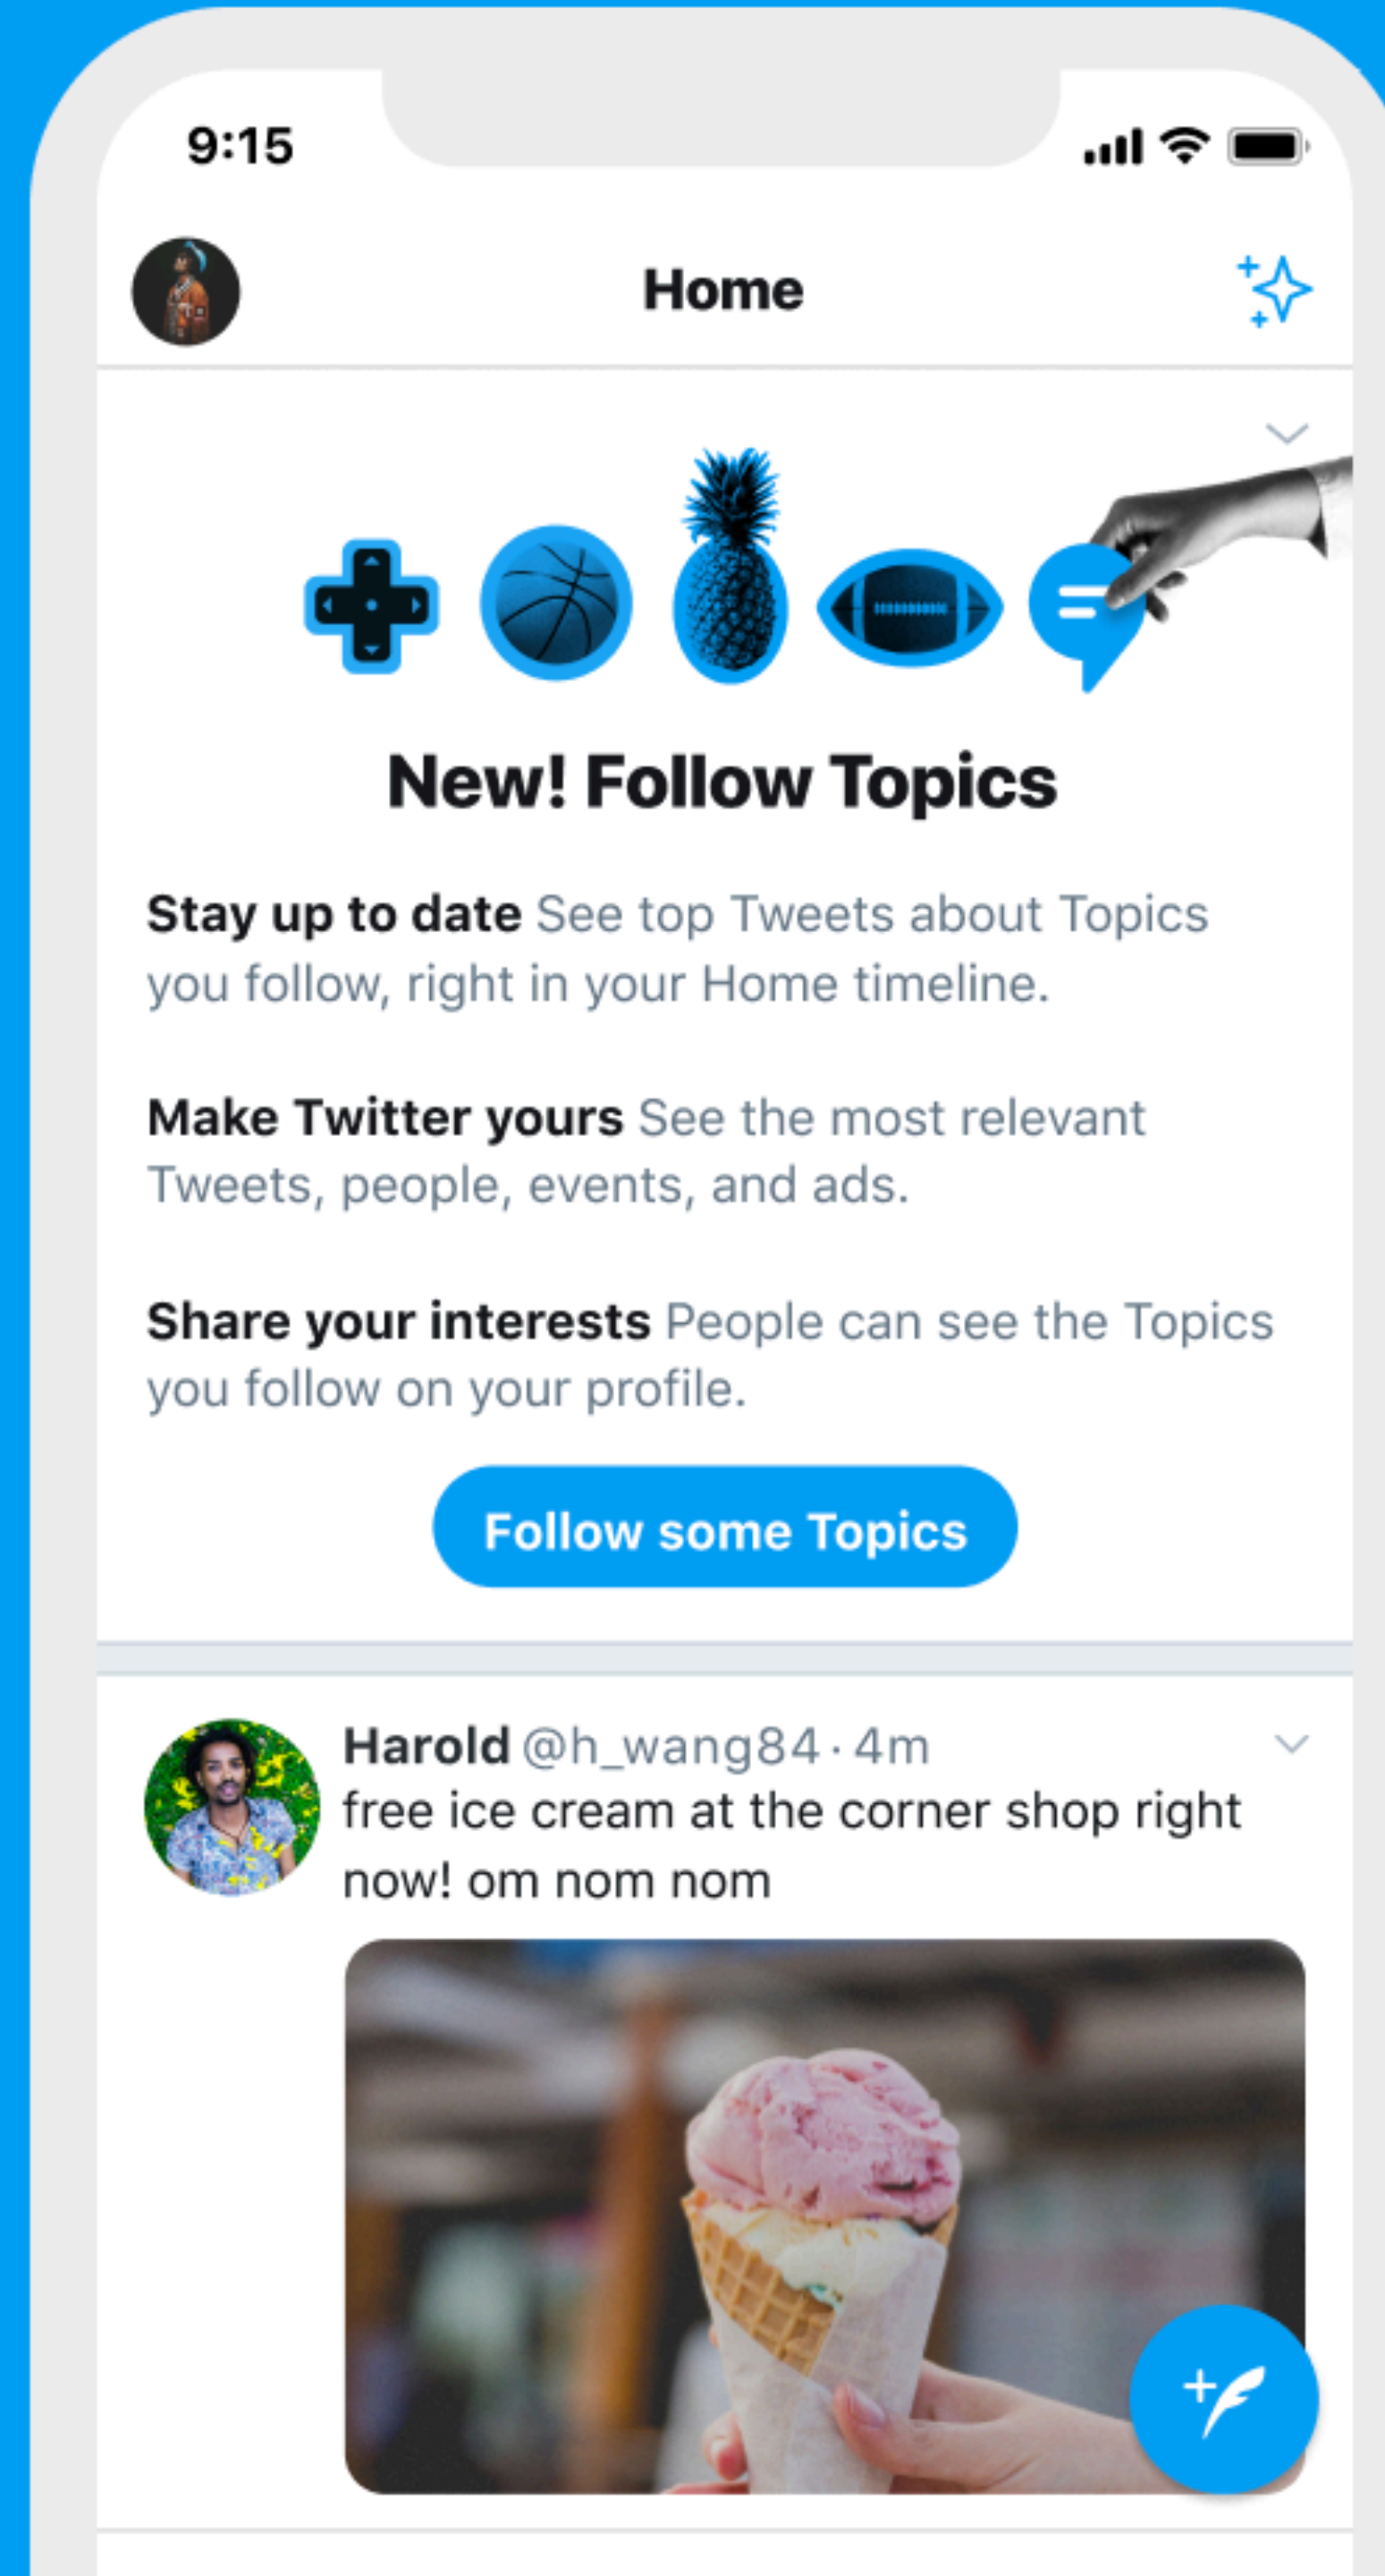 9:15
Home
New! Follow Topics
Stay up to date See top Tweets about Topics
you follow, right in your Home timeline.
Make Twitter yours See the most relevant
Tweets, people, events, and ads.
Share your interests People can see the Topics
you follow on your profile.
Follow some Topics
Harold @h_wang84 · 4m
free ice cream at the corner shop right
now! om nom nom